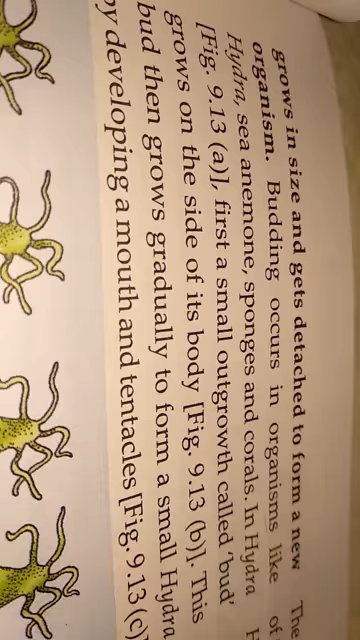 grows in size and gets detached to form a new
organism. Budding occurs in organisms like
Hydra, sea anemone, sponges and corals. In Hydra
[Fig. 9.13 (a)], first a small outgrowth called 'bud'
grows on the side of its body [Fig. 9.13 (b)]. This
bud then grows gradually to form a small Hydra
by developing a mouth and tentacles [Fig. 9.13 (c)]
The
of